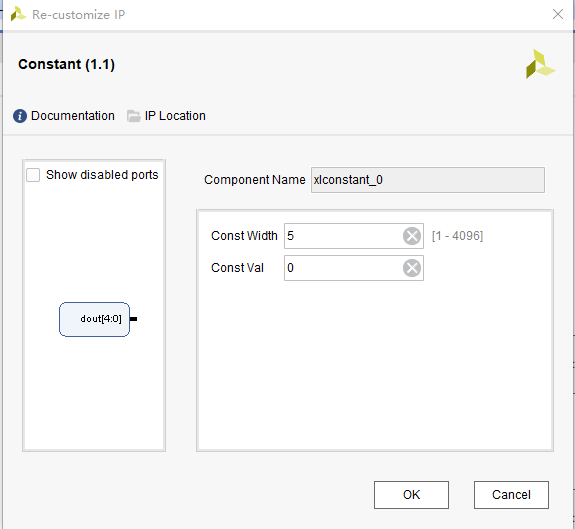 Re-customize IP
Constant (1.1)
Documentation
IP Location
Show disabled ports
Component Name xlconstant_0
Const Width 5 [1 - 4096]
Const Val 0
dout[4:0]
OK
Cancel